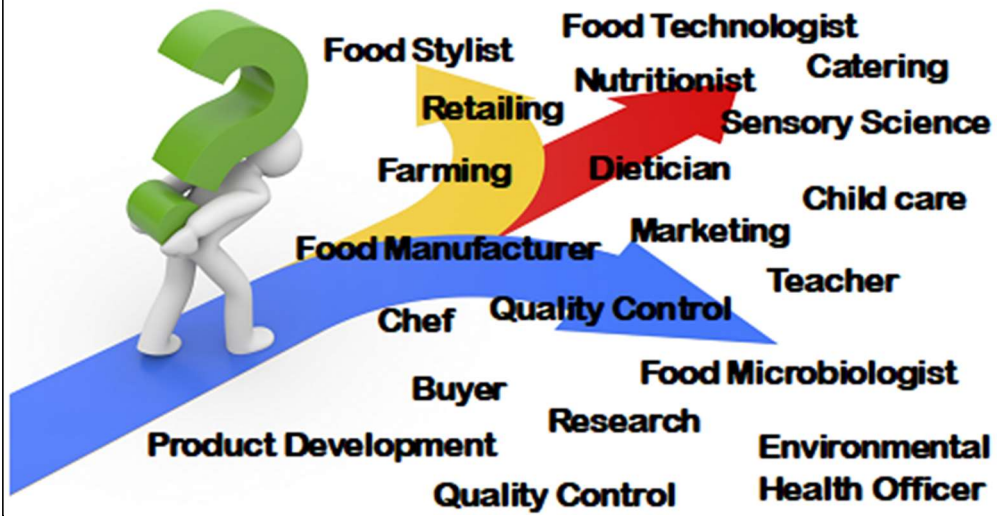 Food Technologist
Food Stylist
Catering
Nutritionist
Retailing
Sensory Science
Farming
Dietician
Child care
Marketing
Food Manufacturer
Teacher
Quality Control
Chef
Food Microbiologist
Buyer
Research
Product Development
Environmental
Health Officer
Quality Control